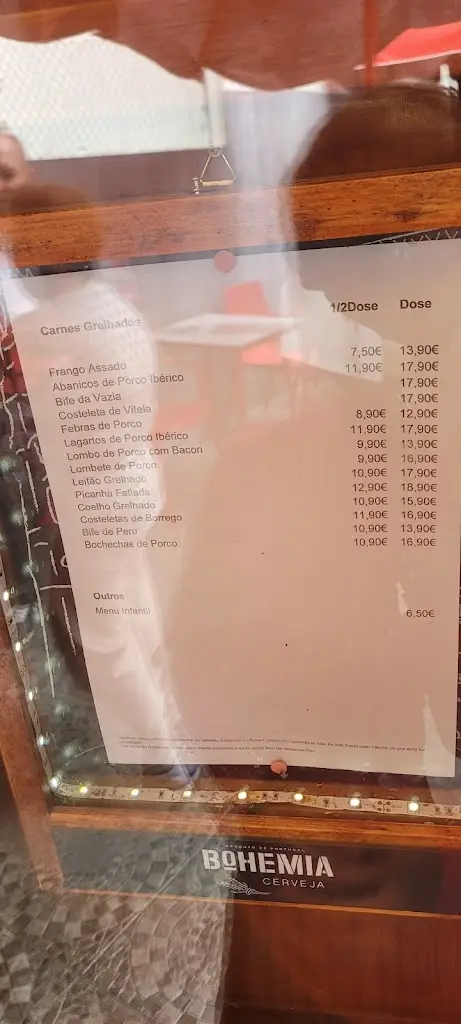 Carnes Grelhades 1/2Dose Dose
Frango Assado 7,50€ 13,90€
Abanicos de Porco Ibérico 11,90€ 17,90€
Bife da Vazia 17,90€
Costeleta de Vitela 17,90€
Febras de Porco 8,90€ 12,90€
Lagartos de Porco Ibérico 11,90€ 17,90€
Lombo de Porco com Bacon 9,90€ 13,90€
Lombete de Porco 9,90€ 16,90€
Leitão Grelhado 10,90€ 17,90€
Picanha Fatiada 12,90€ 18,90€
Coelho Grelhado 10,90€ 15,90€
Costeletas de Borrego 11,90€ 16,90€
Bife de Peru 10,90€ 13,90€
Bochechas de Porco 10,90€ 16,90€
Outros
Menu Infantil 6,50€
PRODUTO DE PORTUGAL
BOHEMIA
CERVEJA